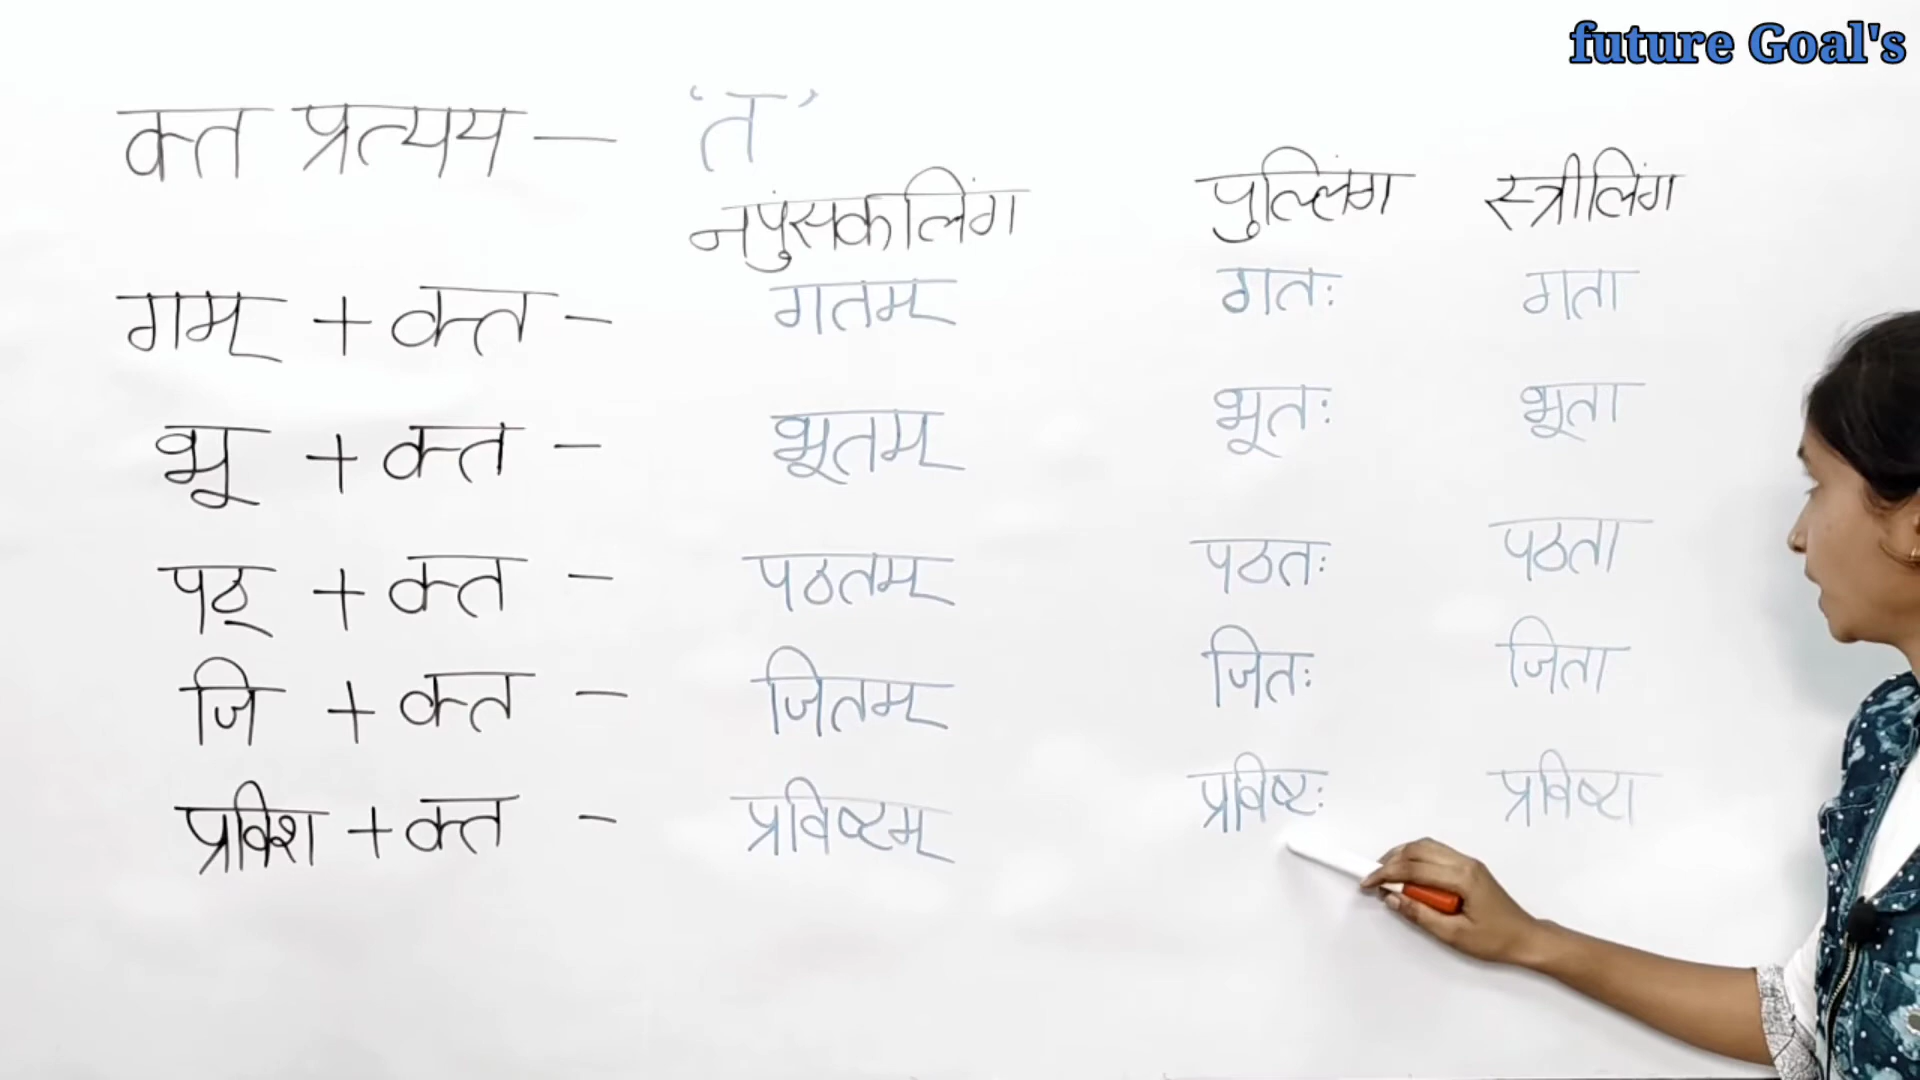 future Goal's
क्त प्रत्यय — 'त'
नपुंसकलिंग पुल्लिंग स्त्रीलिंग
गम् + क्त - गतम् गतः गता
भू + क्त - भूतम् भूतः भूता
पठ् + क्त - पठतम् पठतः पठता
जि + क्त - जितम् जितः जिता
प्रविश + क्त - प्रविष्टम् प्रविष्टः प्रविष्टा